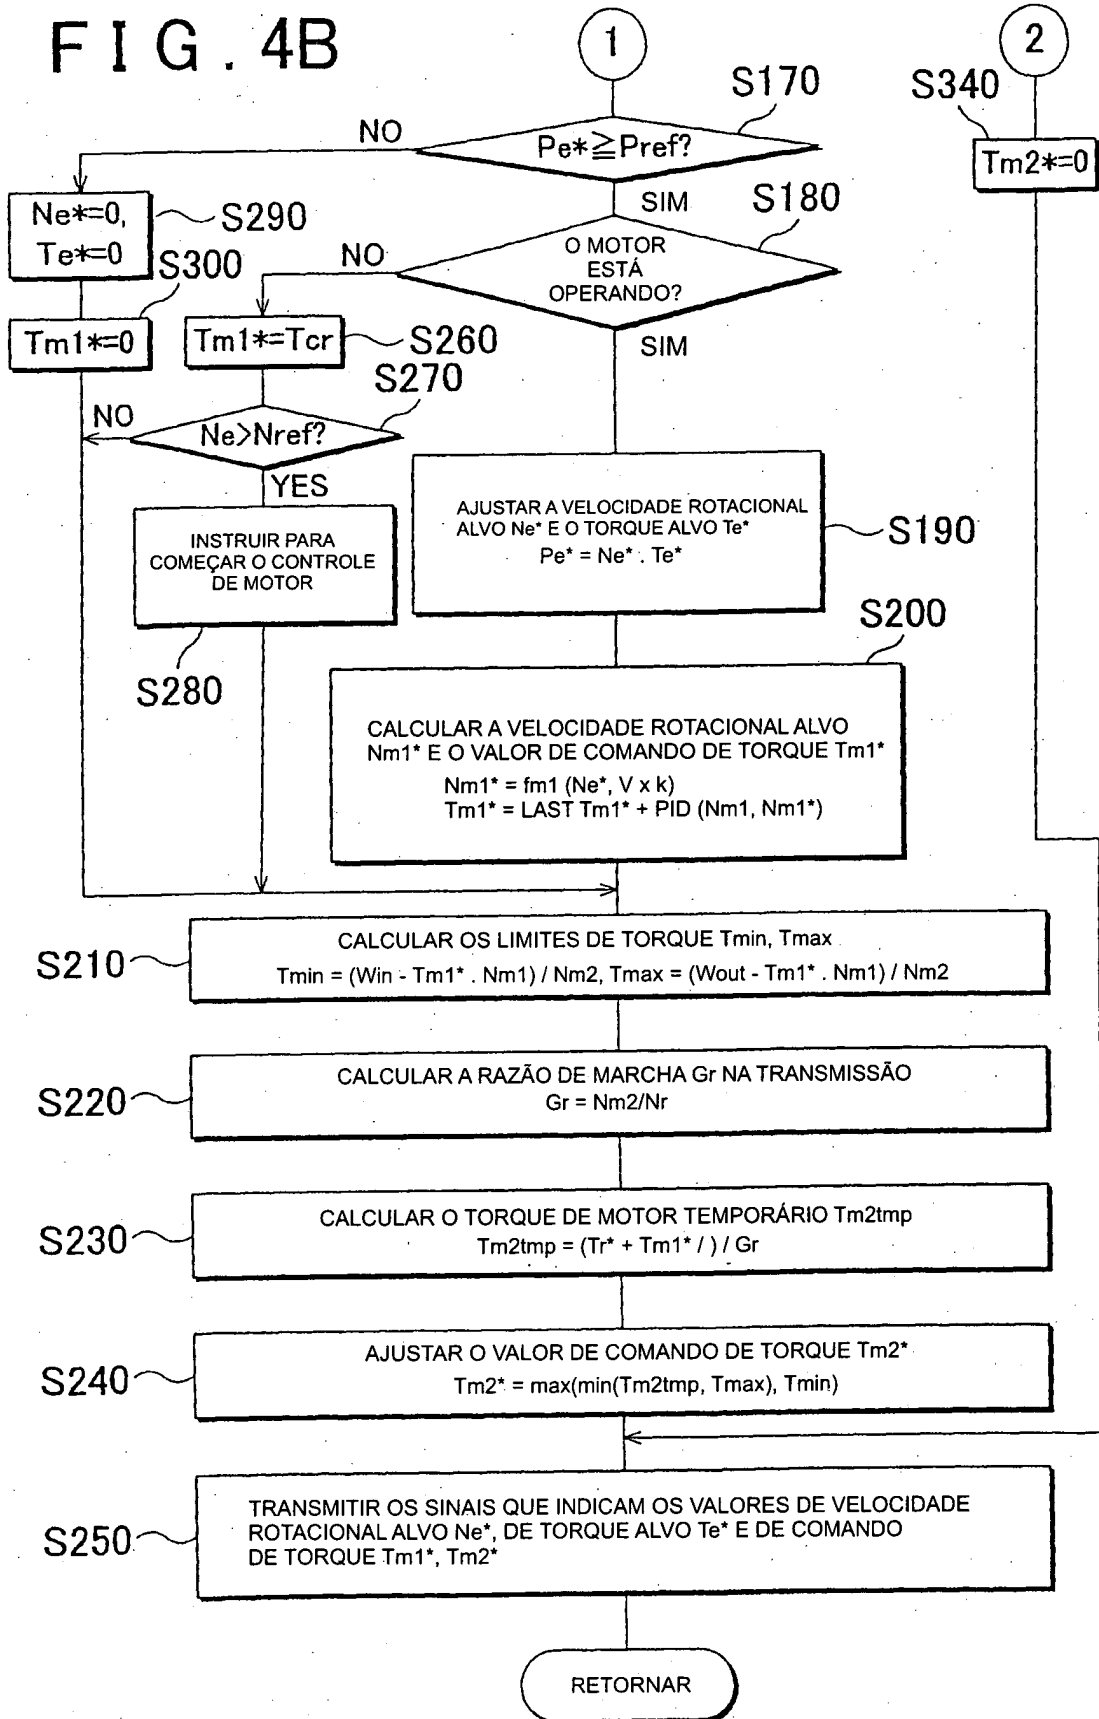 FIG. 4B
1
2
S170
S340
NO
Pe*≧Pref?
Tm2*=0
SIM
S180
Ne*=0,
Te*=0
S290
NO
O MOTOR
ESTÁ
OPERANDO?
S300
SIM
Tm1*=0
Tm1*=Tcr
S260
S270
NO
Ne>Nref?
YES
INSTRUIR PARA
COMEÇAR O CONTROLE
DE MOTOR
S280
AJUSTAR A VELOCIDADE ROTACIONAL
ALVO Ne* E O TORQUE ALVO Te*
Pe* = Ne* . Te*
S190
S200
CALCULAR A VELOCIDADE ROTACIONAL ALVO
Nm1* E O VALOR DE COMANDO DE TORQUE Tm1*
Nm1* = fm1 (Ne*, V x k)
Tm1* = LAST Tm1* + PID (Nm1, Nm1*)
S210
CALCULAR OS LIMITES DE TORQUE Tmin, Tmax
Tmin = (Win - Tm1* . Nm1) / Nm2, Tmax = (Wout - Tm1* . Nm1) / Nm2
S220
CALCULAR A RAZÃO DE MARCHA Gr NA TRANSMISSÃO
Gr = Nm2/Nr
S230
CALCULAR O TORQUE DE MOTOR TEMPORÁRIO Tm2tmp
Tm2tmp = (Tr* + Tm1* / ) / Gr
S240
AJUSTAR O VALOR DE COMANDO DE TORQUE Tm2*
Tm2* = max(min(Tm2tmp, Tmax), Tmin)
S250
TRANSMITIR OS SINAIS QUE INDICAM OS VALORES DE VELOCIDADE
ROTACIONAL ALVO Ne*, DE TORQUE ALVO Te* E DE COMANDO
DE TORQUE Tm1*, Tm2*
RETORNAR